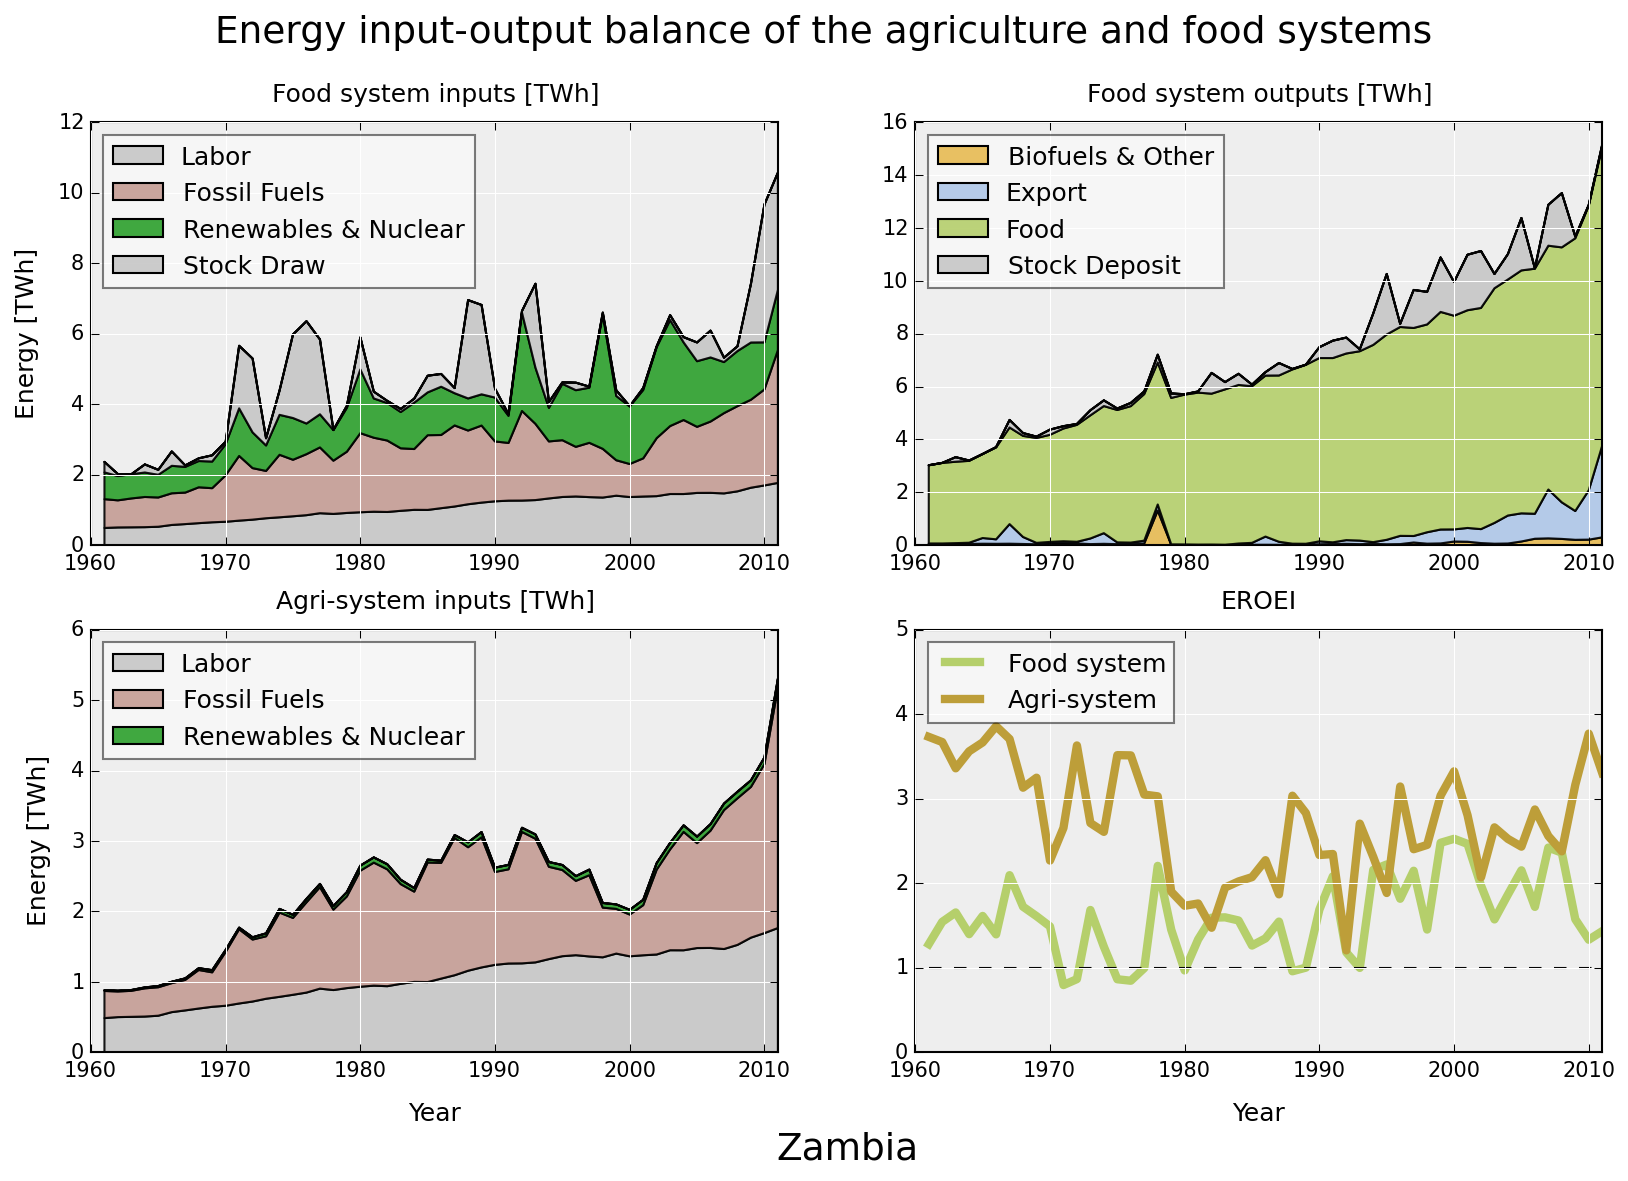 Energy input-output balance of the agriculture and food systems
Food system inputs [TWh]
Energy [TWh]
12
10
8
6
4
2
0
Labor
Fossil Fuels
Renewables & Nuclear
Stock Draw
1960 1970 1980 1990 2000 2010
Food system outputs [TWh]
16
14
12
10
8
6
4
2
0
Biofuels & Other
Export
Food
Stock Deposit
1960 1970 1980 1990 2000 2010
Agri-system inputs [TWh]
Energy [TWh]
6
5
4
3
2
1
0
Labor
Fossil Fuels
Renewables & Nuclear
1960 1970 1980 1990 2000 2010
Year
EROEI
5
4
3
2
1
0
Food system
Agri-system
1960 1970 1980 1990 2000 2010
Year
Zambia